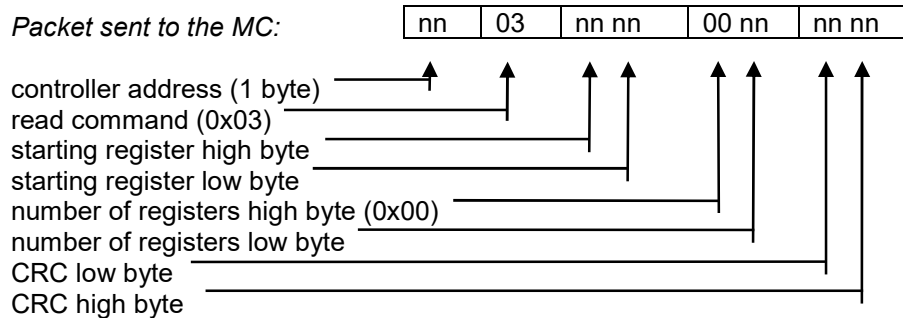 Packet sent to the MC: nn 03 nn nn 00 nn nn nn
controller address (1 byte)
read command (0x03)
starting register high byte
starting register low byte
number of registers high byte (0x00)
number of registers low byte
CRC low byte
CRC high byte